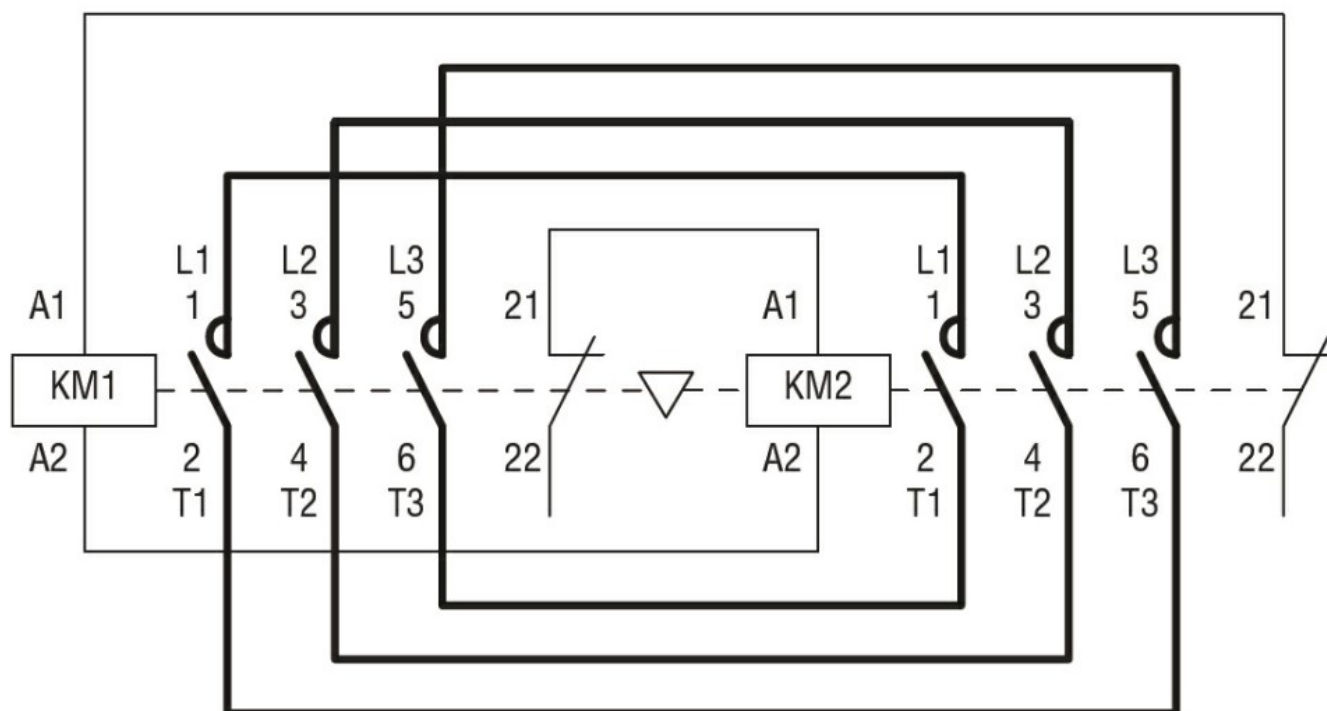 L1 L2 L3 L1 L2 L3
A1 1 3 5 21 A1 1 3 5 21
KM1 KM2
A2 2 4 6 22 A2 2 4 6 22
T1 T2 T3 T1 T2 T3